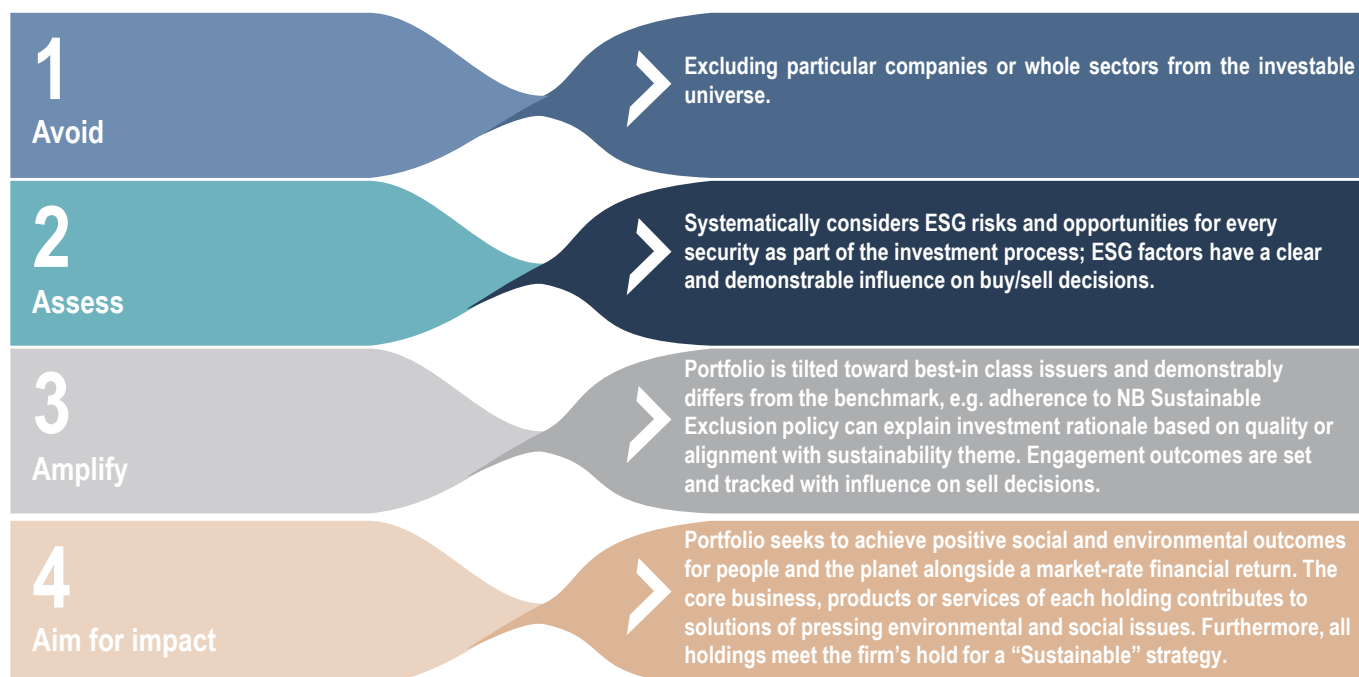 1
Avoid
Excluding particular companies or whole sectors from the investable
universe.
2
Assess
Systematically considers ESG risks and opportunities for every
security as part of the investment process; ESG factors have a clear
and demonstrable influence on buy/sell decisions.
3
Amplify
Portfolio is tilted toward best-in class issuers and demonstrably
differs from the benchmark, e.g. adherence to NB Sustainable
Exclusion policy can explain investment rationale based on quality or
alignment with sustainability theme. Engagement outcomes are set
and tracked with influence on sell decisions.
4
Aim for impact
Portfolio seeks to achieve positive social and environmental outcomes
for people and the planet alongside a market-rate financial return. The
core business, products or services of each holding contributes to
solutions of pressing environmental and social issues. Furthermore, all
holdings meet the firm’s hold for a “Sustainable” strategy.